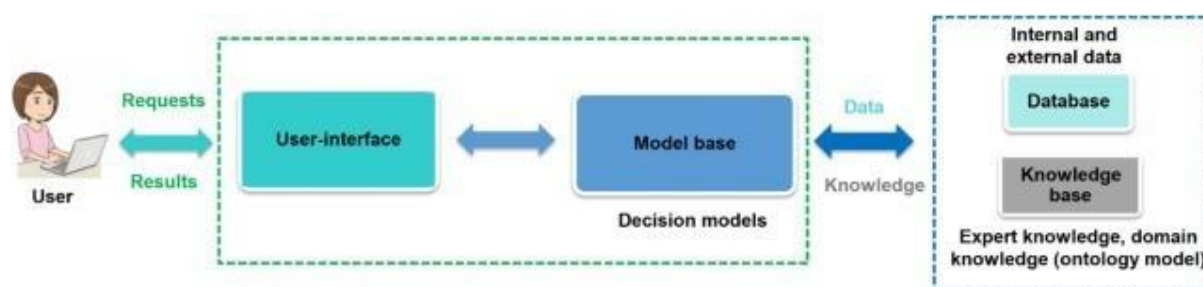 Requests
Results
User
User-interface
Model base
Decision models
Data
Knowledge
Internal and
external data
Database
Knowledge
base
Expert knowledge, domain
knowledge (ontology model)